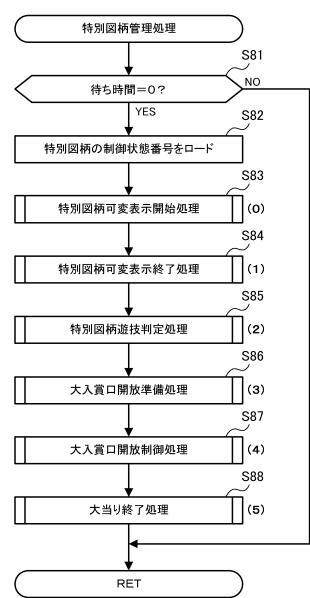 特別図柄管理処理
S81
待ち時間＝0？
NO
YES
S82
特別図柄の制御状態番号をロード
S83
特別図柄可変表示開始処理
(0)
S84
特別図柄可変表示終了処理
(1)
S85
特別図柄遊技判定処理
(2)
S86
大入賞口開放準備処理
(3)
S87
大入賞口開放制御処理
(4)
S88
大当り終了処理
(5)
RET